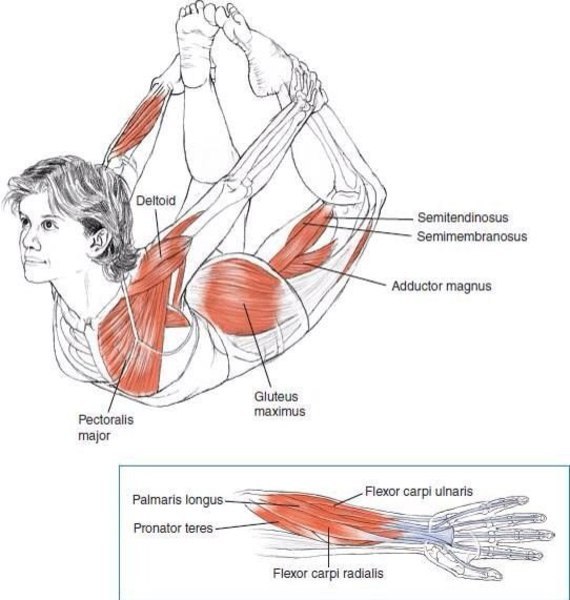 Deltoid
Semitendinosus
Semimembranosus
Adductor magnus
Gluteus
maximus
Pectoralis
major
Flexor carpi ulnaris
Palmaris longus
Pronator teres
Flexor carpi radialis